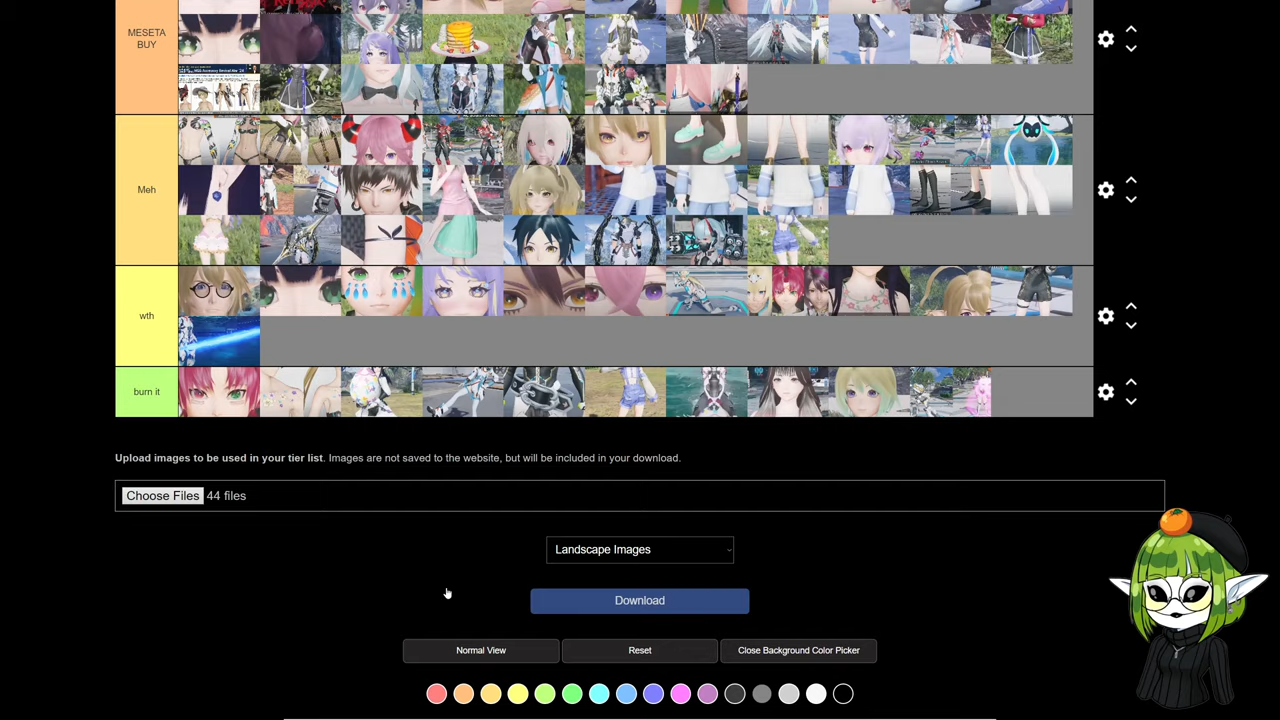 MESETA
BUY
Meh
wth
burn it
Upload images to be used in your tier list. Images are not saved to the website, but will be included in your download.
Choose Files 44 files
Landscape Images
Download
Normal View
Reset
Close Background Color Picker